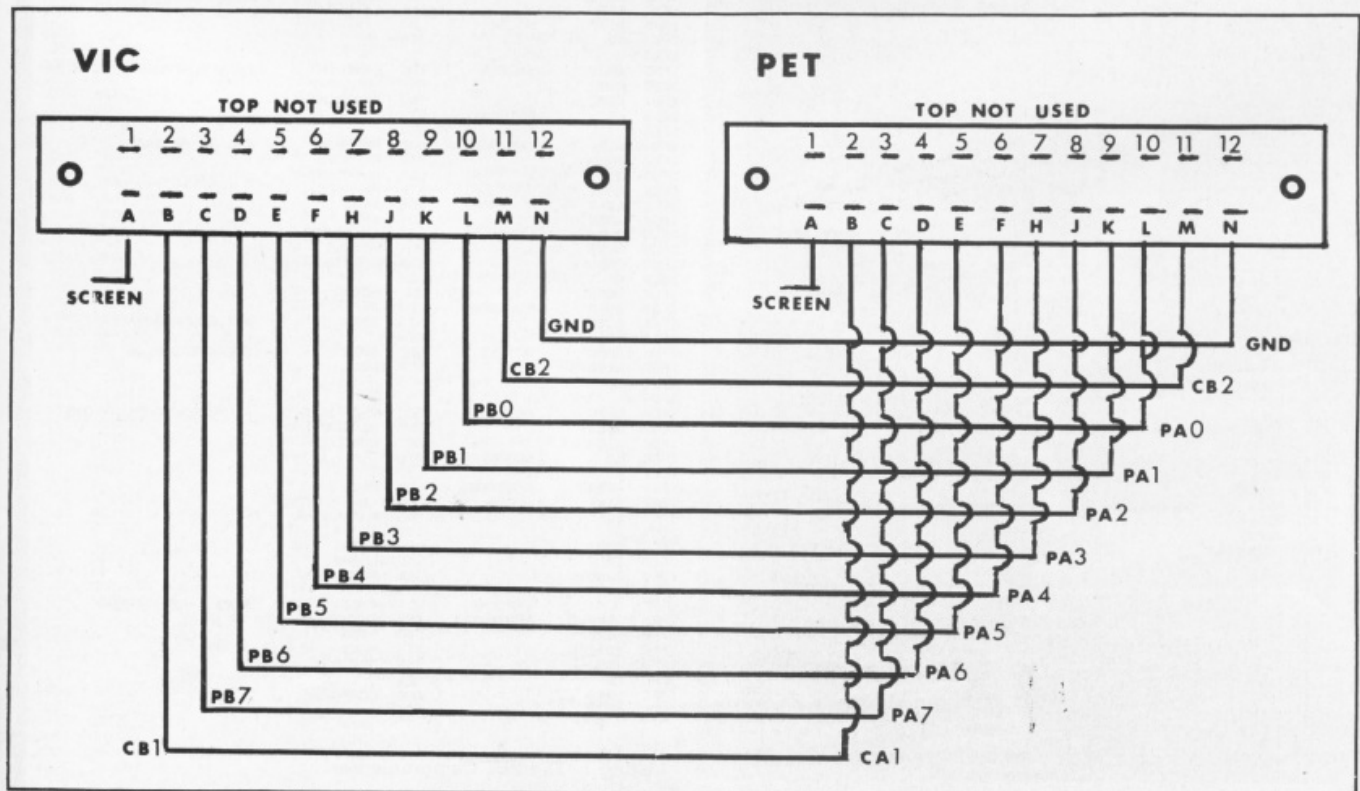 VIC
PET
TOP NOT USED
TOP NOT USED
1 2 3 4 5 6 7 8 9 10 11 12
1 2 3 4 5 6 7 8 9 10 11 12
A B C D E F H J K L M N
A B C D E F H J K L M N
SCREEN
SCREEN
GND
GND
CB2
CB2
PB0
PA0
PB1
PA1
PB2
PA2
PB3
PA3
PB4
PA4
PB5
PA5
PB6
PA6
PB7
PA7
CB1
CA1